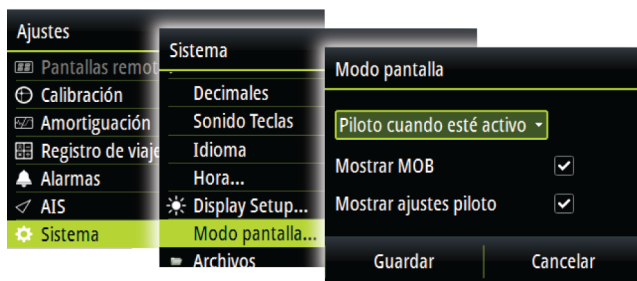 Ajustes
Pantallas remot
Calibración
Amortiguación
Registro de viaje
Alarmas
AIS
Sistema
Sistema
Decimales
Sonido Teclas
Idioma
Hora...
Display Setup...
Modo pantalla...
Archivos
Modo pantalla
Piloto cuando esté activo
Mostrar MOB
Mostrar ajustes piloto
Guardar Cancelar